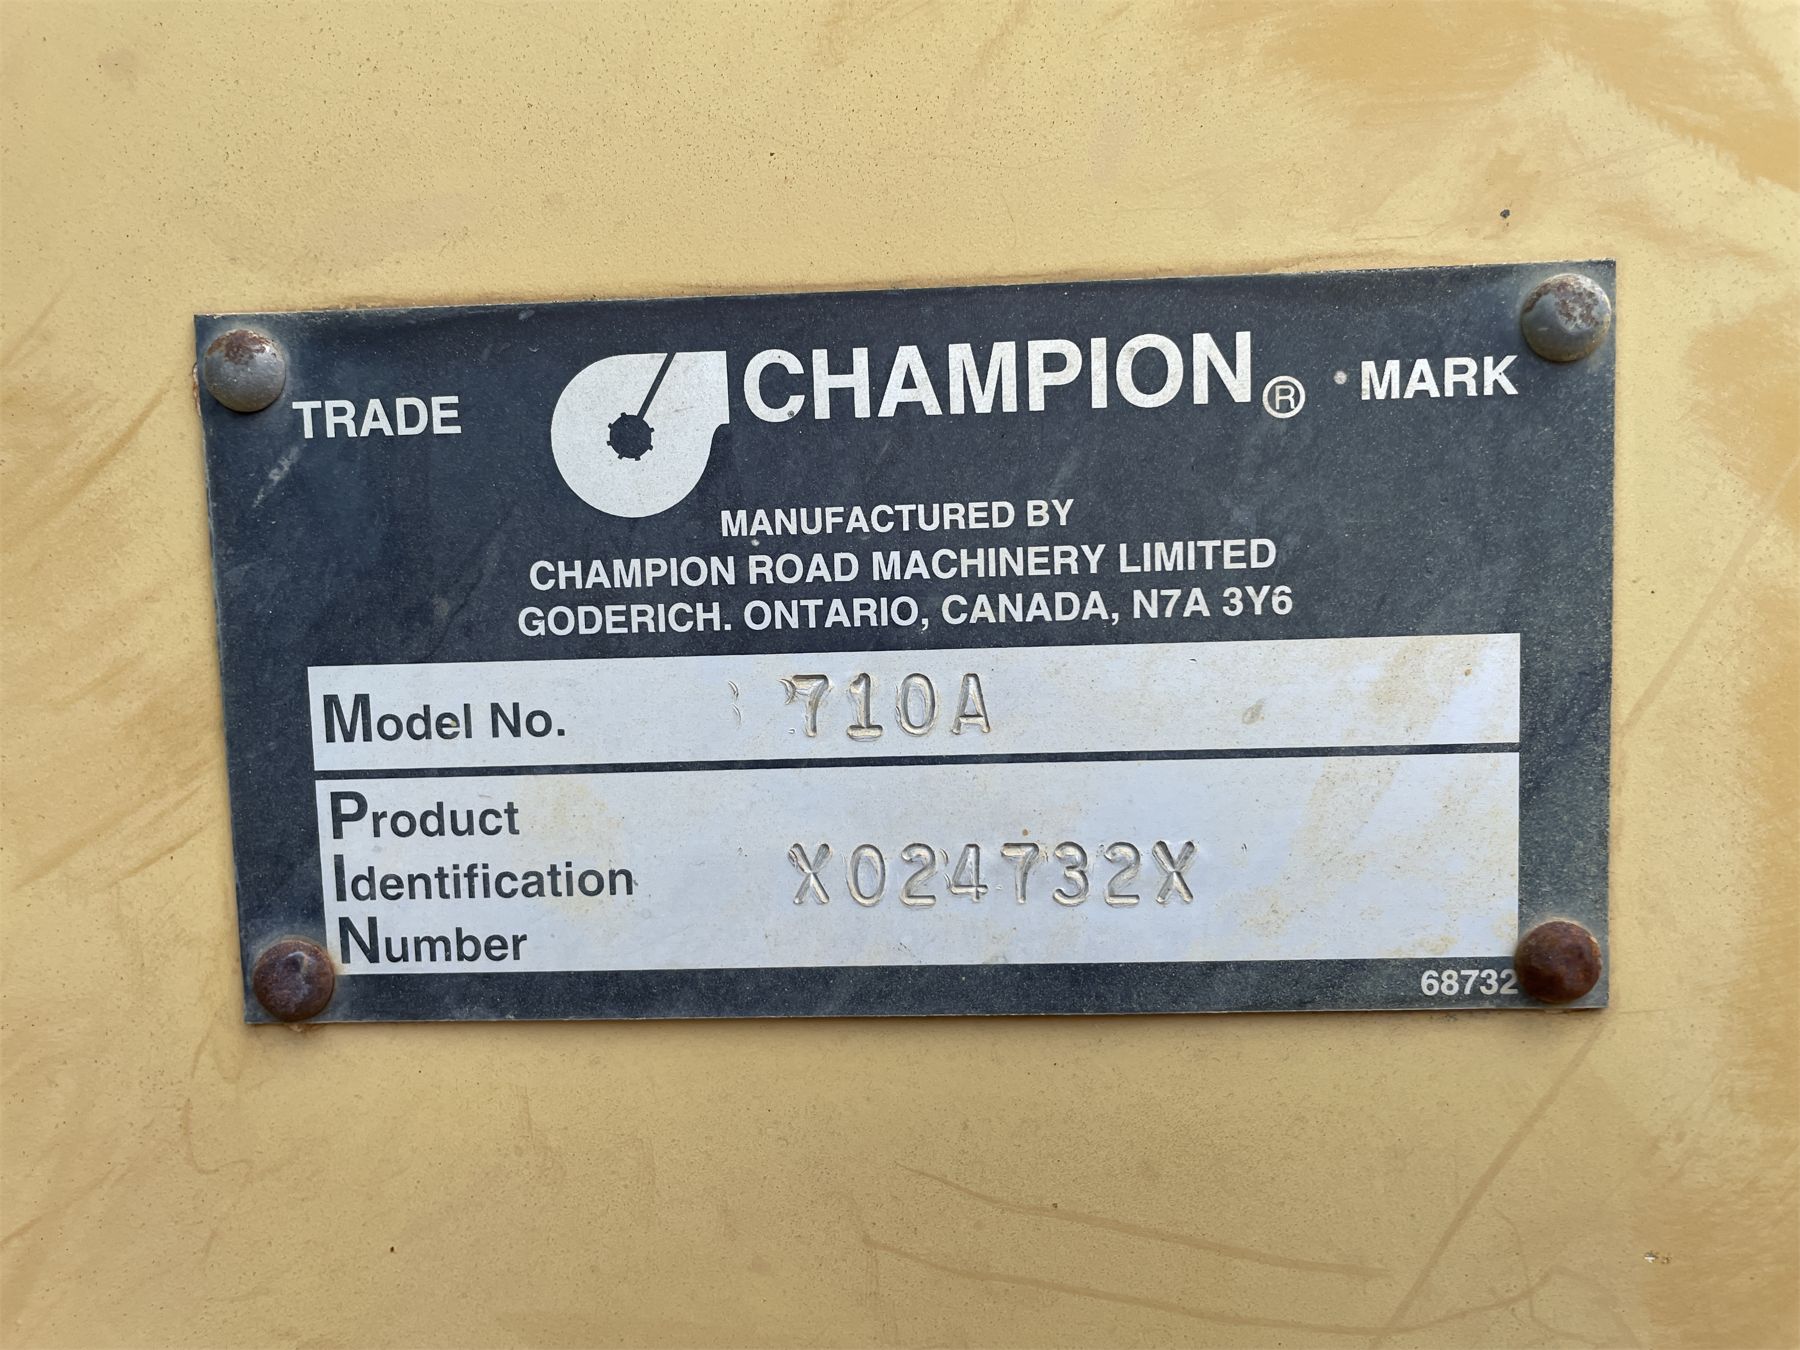 TRADE CHAMPION ® MARK
MANUFACTURED BY
CHAMPION ROAD MACHINERY LIMITED
GODERICH. ONTARIO, CANADA, N7A 3Y6
Model No. 710A
Product
Identification X024732X
Number
68732